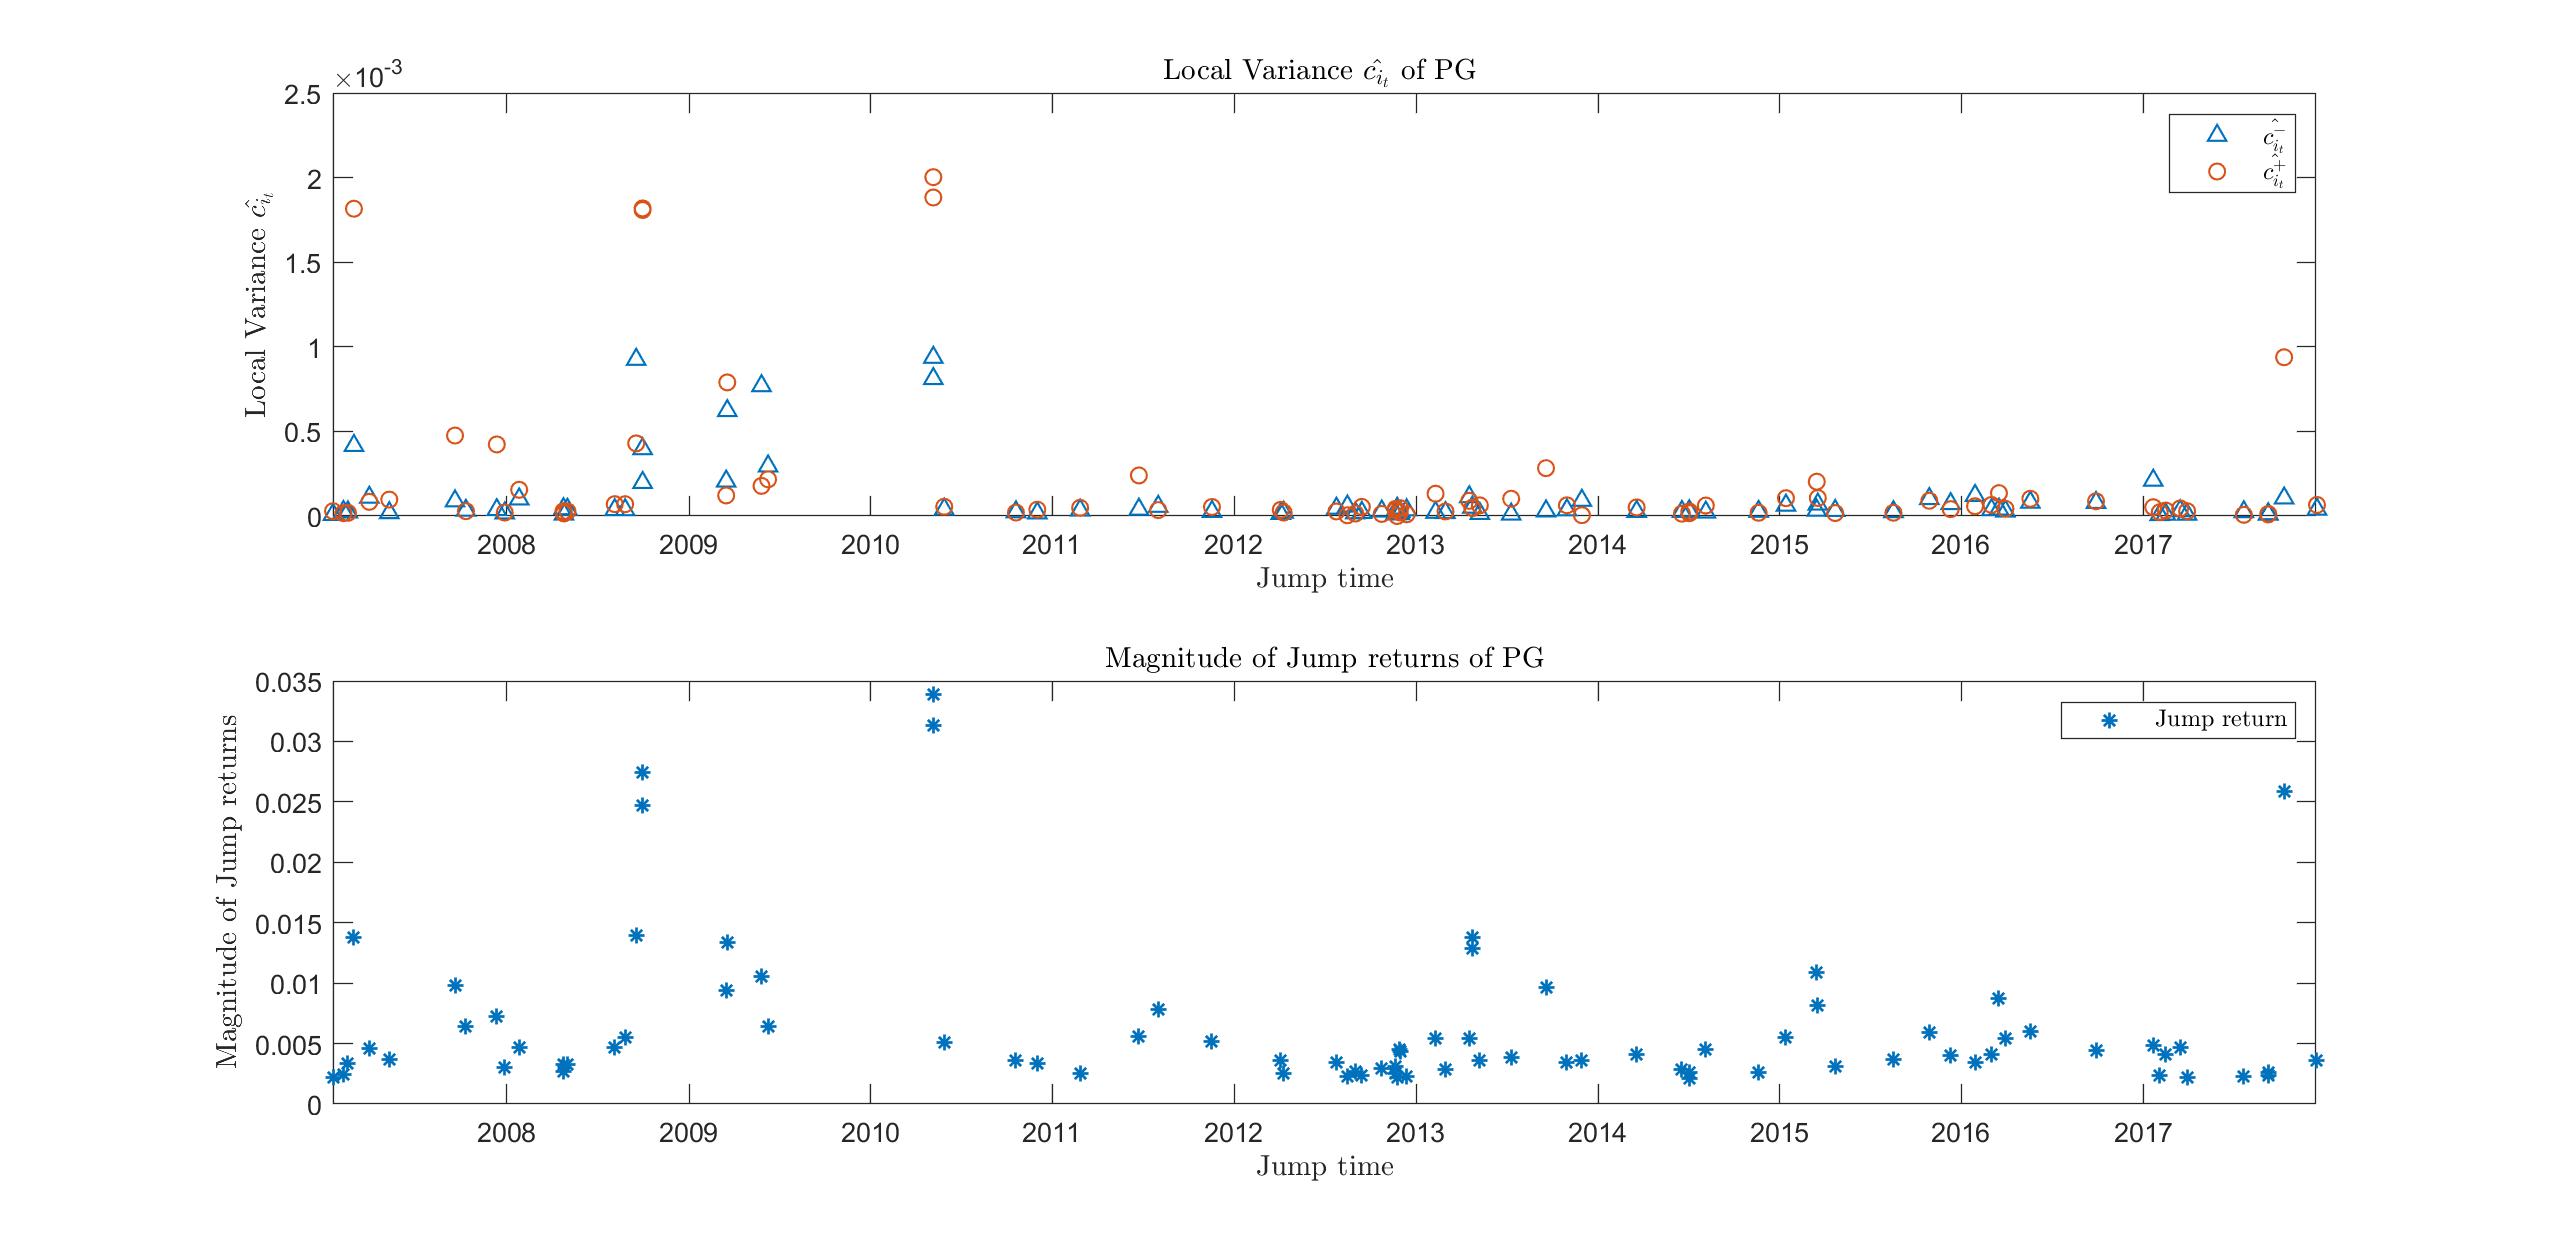 Local Variance ĉ_{i_t} of PG
×10^-3
2.5
2
1.5
1
0.5
0
Local Variance ĉ_{i_t}
ĉ^-_{i_t}
ĉ^+_{i_t}
2008 2009 2010 2011 2012 2013 2014 2015 2016 2017
Jump time
Magnitude of Jump returns of PG
0.035
0.03
0.025
0.02
0.015
0.01
0.005
0
Magnitude of Jump returns
Jump return
2008 2009 2010 2011 2012 2013 2014 2015 2016 2017
Jump time